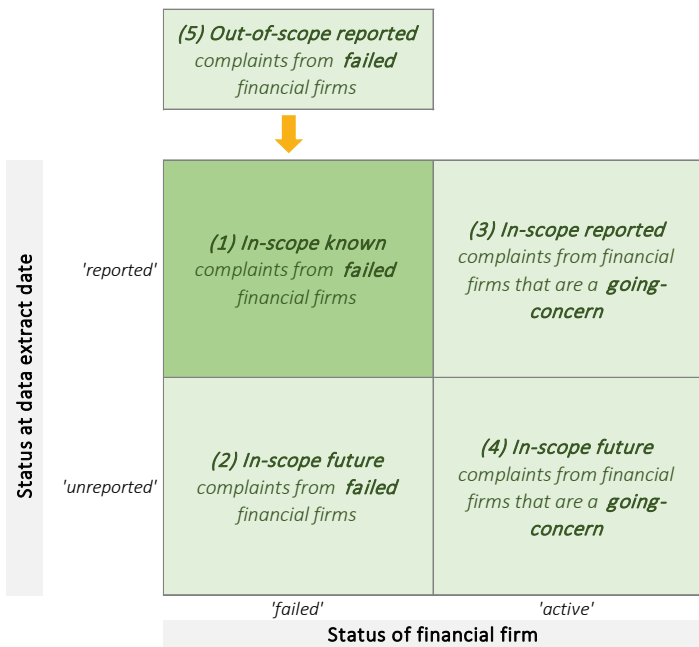 (5) Out-of-scope reported
complaints from failed
financial firms
(1) In-scope known
complaints from failed
financial firms
(3) In-scope reported
complaints from financial
firms that are a going-
concern
'reported'
Status at data extract date
(2) In-scope future
complaints from failed
financial firms
(4) In-scope future
complaints from financial
firms that are a going-
concern
'unreported'
'failed'
'active'
Status of financial firm